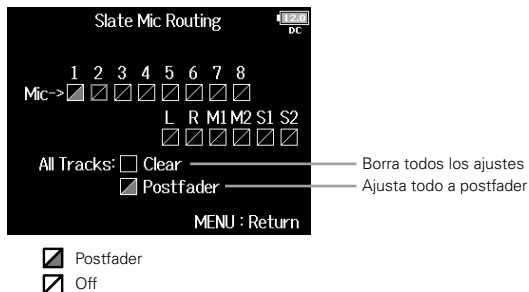 Slate Mic Routing
12.0
DC
1 2 3 4 5 6 7 8
Mic->
L R M1 M2 S1 S2
All Tracks: Clear
Borra todos los ajustes
Postfader
Ajusta todo a postfader
MENU : Return
Postfader
Off